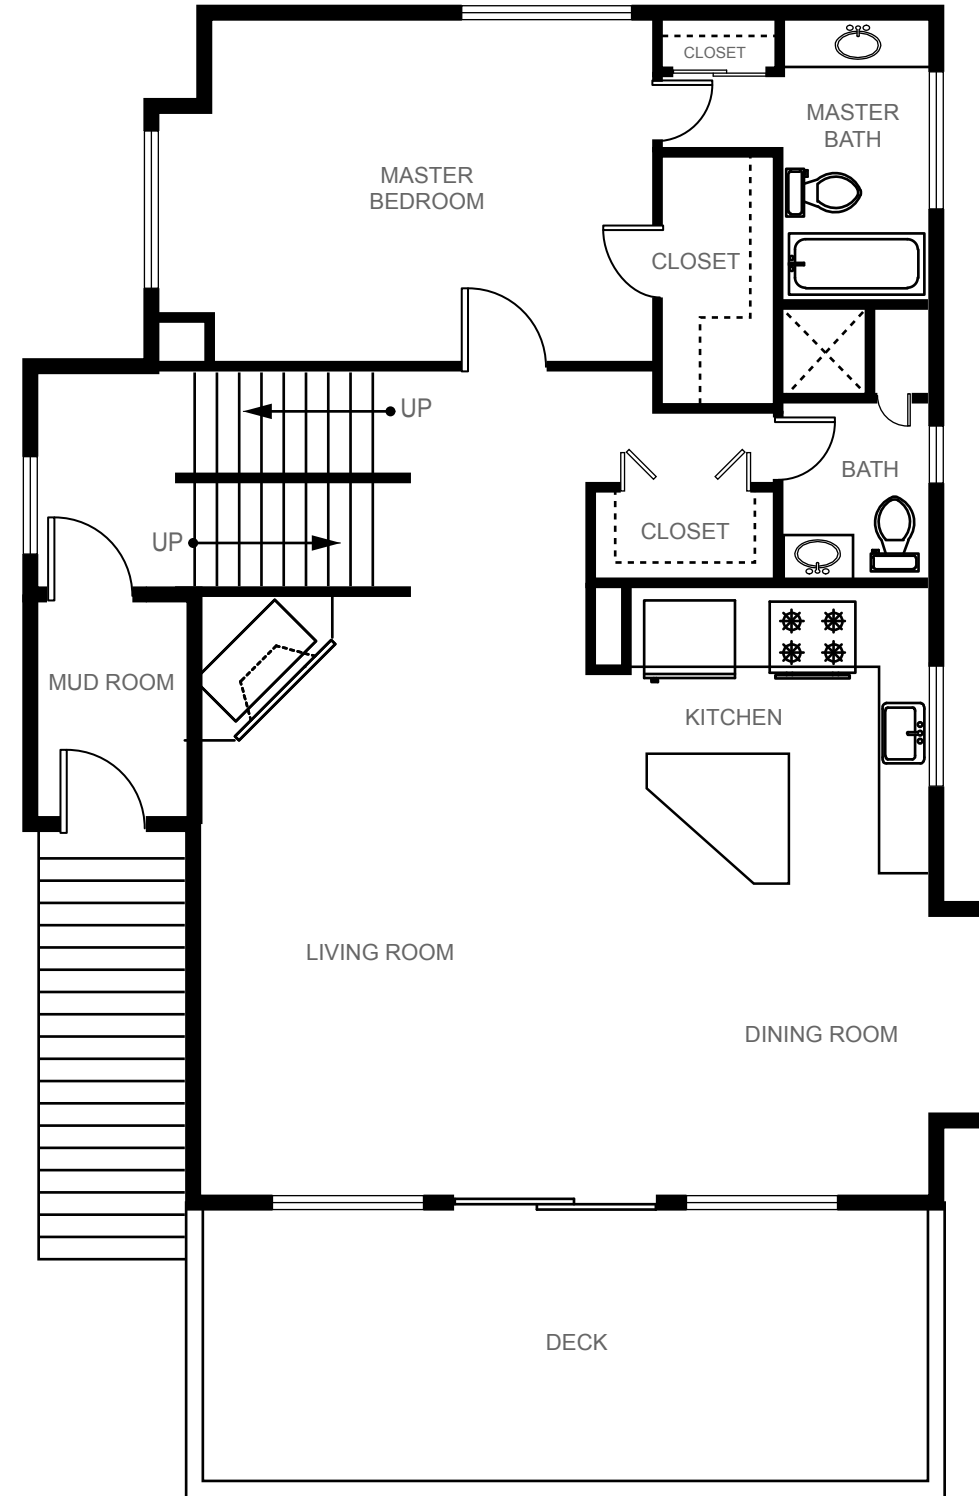 CLOSET
MASTER
BATH
MASTER
BEDROOM
CLOSET
UP
BATH
CLOSET
UP
MUD ROOM
KITCHEN
LIVING ROOM
DINING ROOM
DECK